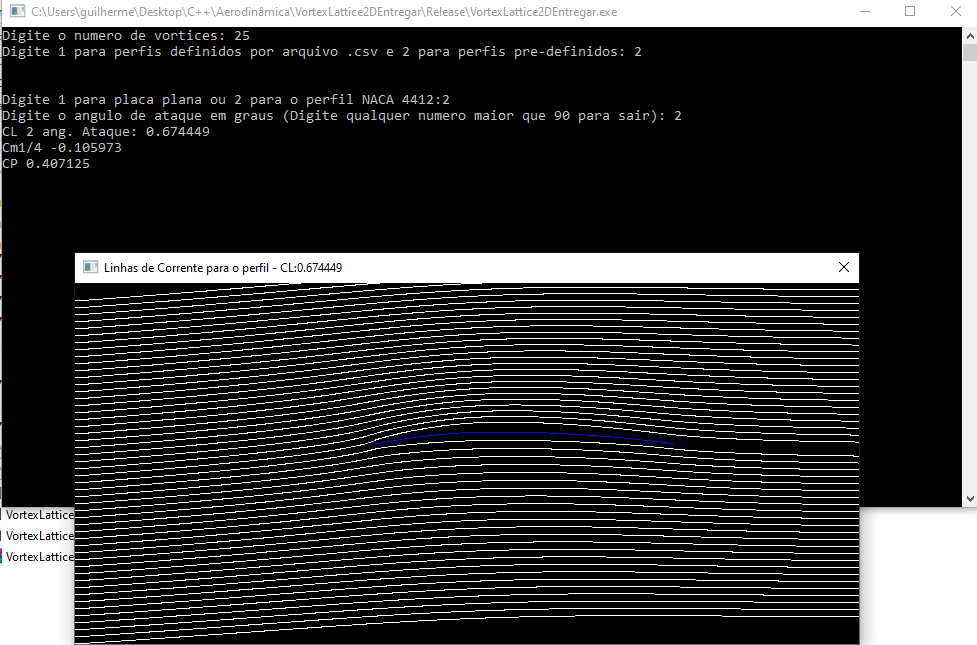 C:\Users\guilherme\Desktop\C++\Aerodinâmica\VortexLattice2DEntregar\Release\VortexLattice2DEntregar.exe
Digite o numero de vortices: 25
Digite 1 para perfis definidos por arquivo .csv e 2 para perfis pre-definidos: 2
Digite 1 para placa plana ou 2 para o perfil NACA 4412:2
Digite o angulo de ataque em graus (Digite qualquer numero maior que 90 para sair): 2
CL 2 ang. Ataque: 0.674449
Cm1/4 -0.105973
CP 0.407125
Linhas de Corrente para o perfil - CL:0.674449
VortexLattice
VortexLattice
VortexLattice